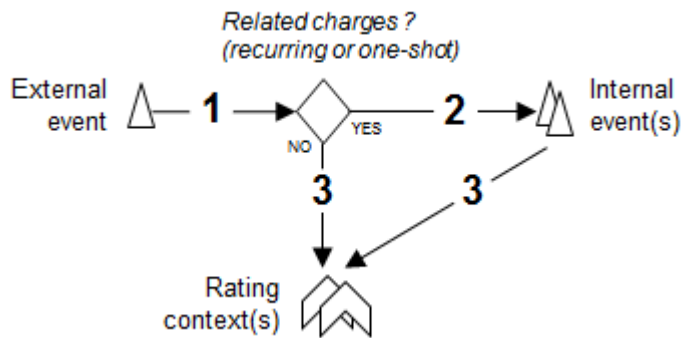 Related charges ?
(recurring or one-shot)
External
event
1
2
Internal
event(s)
NO
YES
3
3
Rating
context(s)